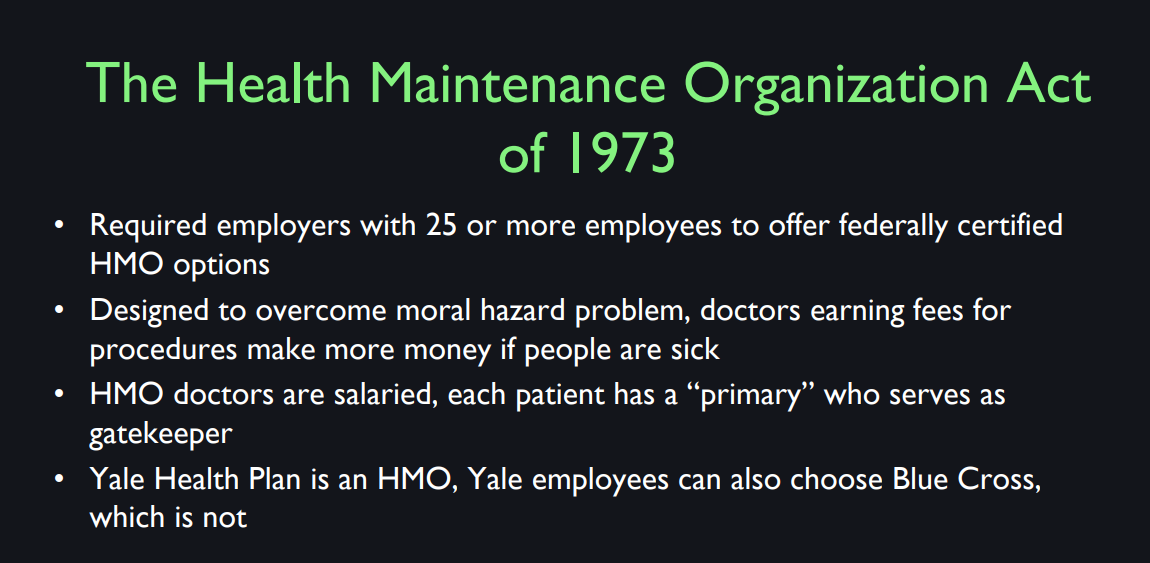 The Health Maintenance Organization Act
of 1973
• Required employers with 25 or more employees to offer federally certified
HMO options
• Designed to overcome moral hazard problem, doctors earning fees for
procedures make more money if people are sick
• HMO doctors are salaried, each patient has a “primary” who serves as
gatekeeper
• Yale Health Plan is an HMO, Yale employees can also choose Blue Cross,
which is not